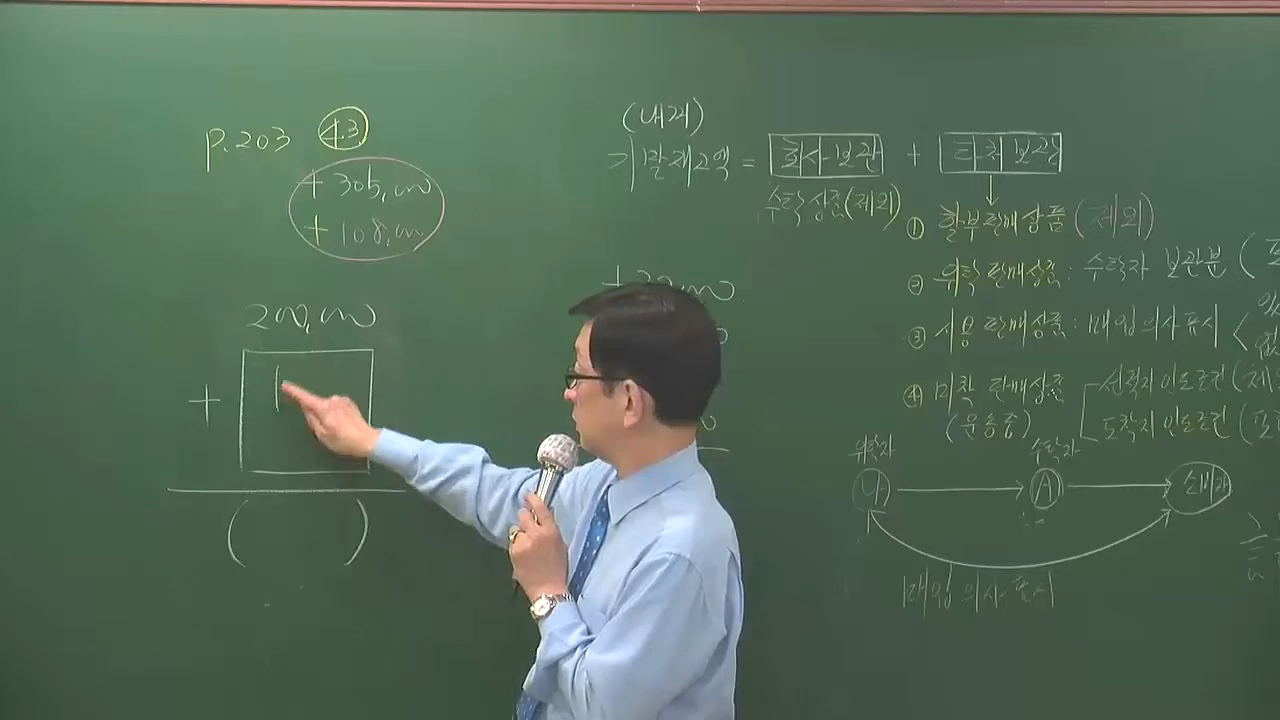 p.203 43
+ 305,000
+ 108,000
200,000
+
( )
(내꺼)
기말재고액 = 회사보관 + 타처보관
수탁상품(제외)
① 할부판매상품 (제외)
② 위탁판매상품 : 수탁자 보관분 (
③ 시용판매상품 : 매입의사표시 <
④ 미착판매상품 선적지인도조건 (제외
(운송중) 도착지인도조건 (포
위탁자 수탁자
나 A 소비자
매입의사표시